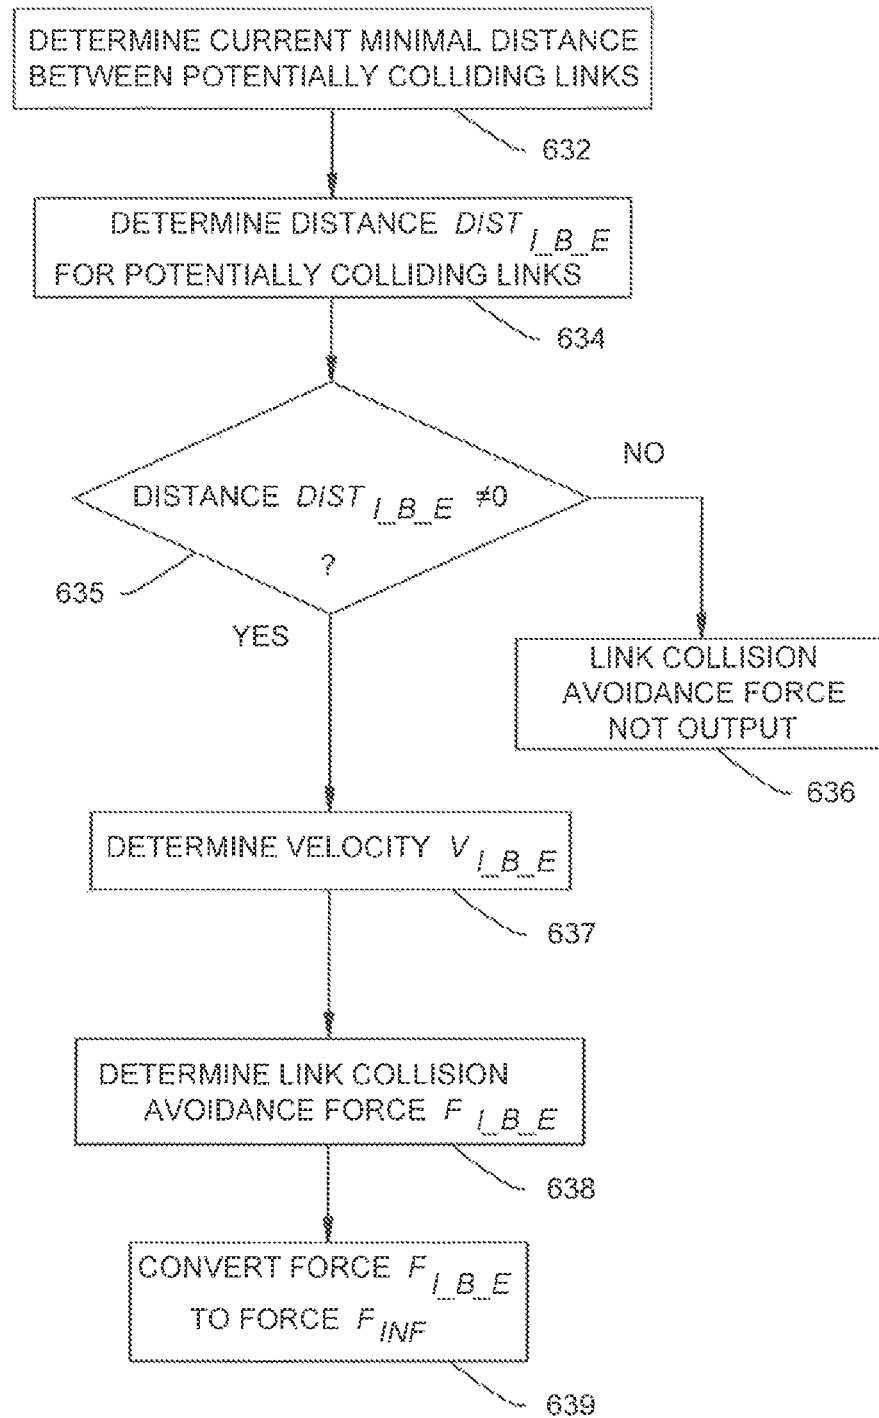 DETERMINE CURRENT MINIMAL DISTANCE
BETWEEN POTENTIALLY COLLIDING LINKS
632
DETERMINE DISTANCE DIST I_B_E
FOR POTENTIALLY COLLIDING LINKS
634
NO
DISTANCE DIST I_B_E ≠0
?
635
YES
LINK COLLISION
AVOIDANCE FORCE
NOT OUTPUT
636
DETERMINE VELOCITY V I_B_E
637
DETERMINE LINK COLLISION
AVOIDANCE FORCE F I_B_E
638
CONVERT FORCE F I_B_E
TO FORCE F INF
639